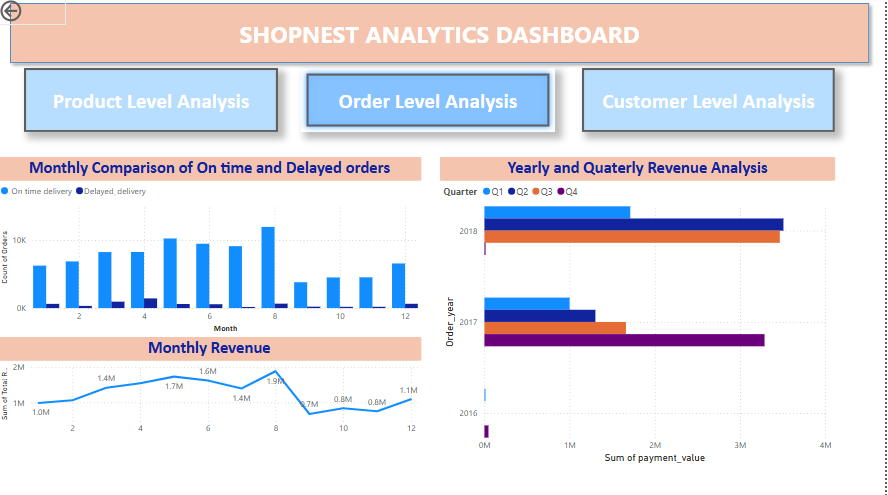 SHOPNEST ANALYTICS DASHBOARD
Product Level Analysis
Order Level Analysis
Customer Level Analysis
Monthly Comparison of On time and Delayed orders
On time delivery Delayed_delivery
Count of Orders
10K
0K
2 4 6 8 10 12
Month
Monthly Revenue
Sum of Total R...
2M
1M
1.0M 1.4M 1.7M 1.6M 1.4M 1.9M 0.7M 0.8M 0.8M 1.1M
2 4 6 8 10 12
Yearly and Quaterly Revenue Analysis
Quarter Q1 Q2 Q3 Q4
Order_year
2018
2017
2016
0M 1M 2M 3M 4M
Sum of payment_value